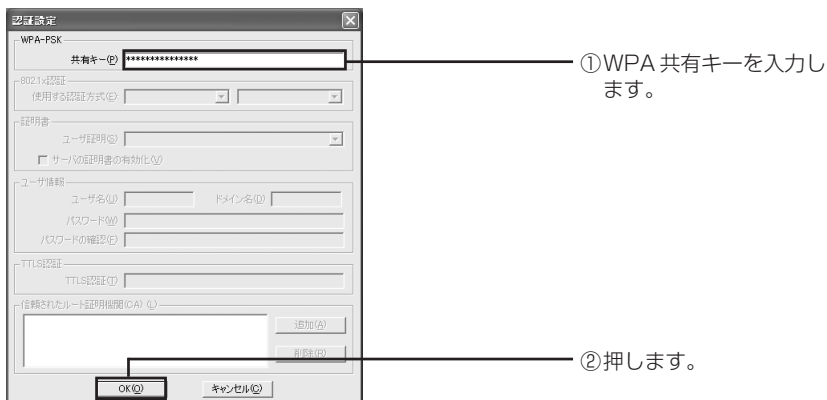 認証設定
WPA-PSK
共有キー(P) ***************
①WPA 共有キーを入力し
ます。
802.1x認証
使用する認証方式(E)
証明書
ユーザ証明(S)
サーバの証明書の有効化(V)
ユーザ情報
ユーザ名(U) ドメイン名(D)
パスワード(W)
パスワードの確認(F)
TTLS認証
TTLS認証(T)
信頼されたルート証明機関(CA) (L)
追加(A)
削除(R)
②押します。
OK(O) キャンセル(C)